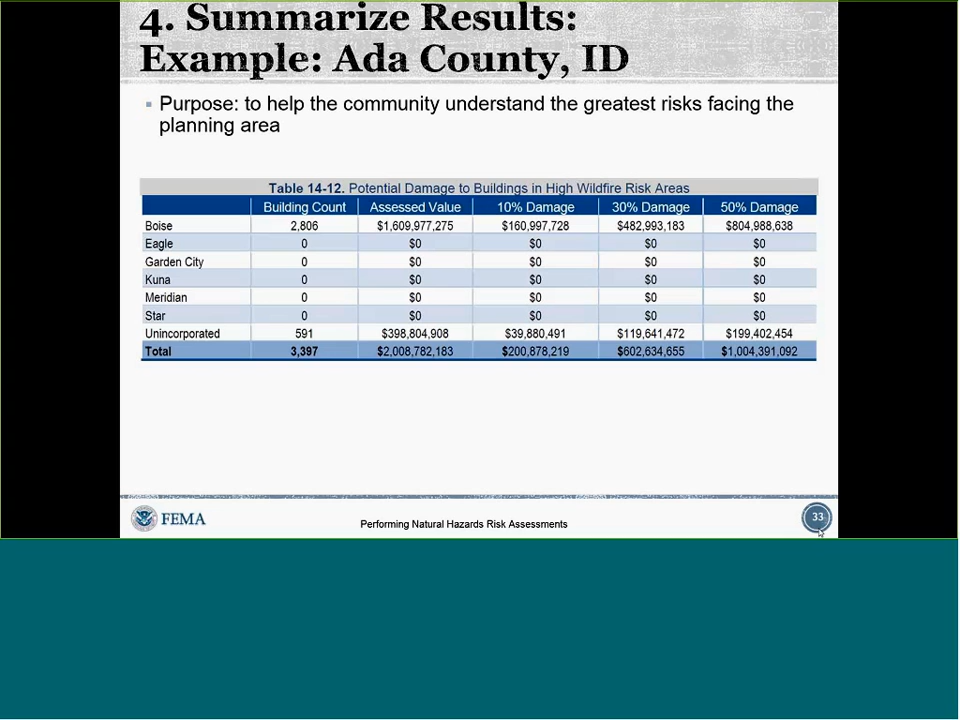 4. Summarize Results:
Example: Ada County, ID
Purpose: to help the community understand the greatest risks facing the
planning area
Table 14-12. Potential Damage to Buildings in High Wildfire Risk Areas
Building Count Assessed Value 10% Damage 30% Damage 50% Damage
Boise 2,806 $1,609,977,275 $160,997,728 $482,993,183 $804,988,638
Eagle 0 $0 $0 $0 $0
Garden City 0 $0 $0 $0 $0
Kuna 0 $0 $0 $0 $0
Meridian 0 $0 $0 $0 $0
Star 0 $0 $0 $0 $0
Unincorporated 591 $398,804,908 $39,880,491 $119,641,472 $199,402,454
Total 3,397 $2,008,782,183 $200,878,219 $602,634,655 $1,004,391,092
FEMA
Performing Natural Hazards Risk Assessments
33